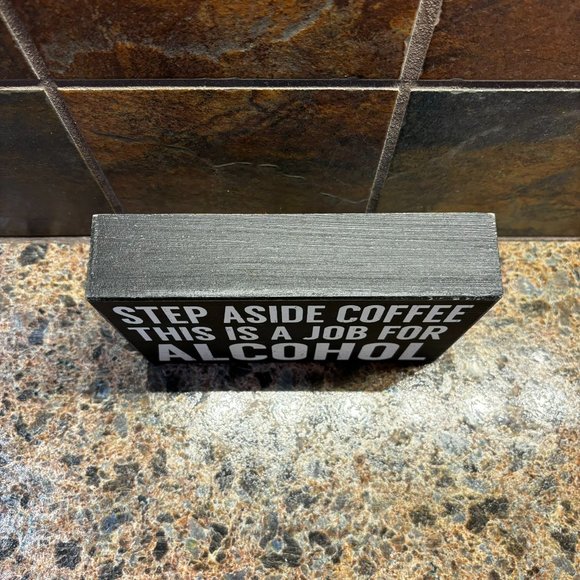 STEP ASIDE COFFEE
THIS IS A JOB FOR
ALCOHOL